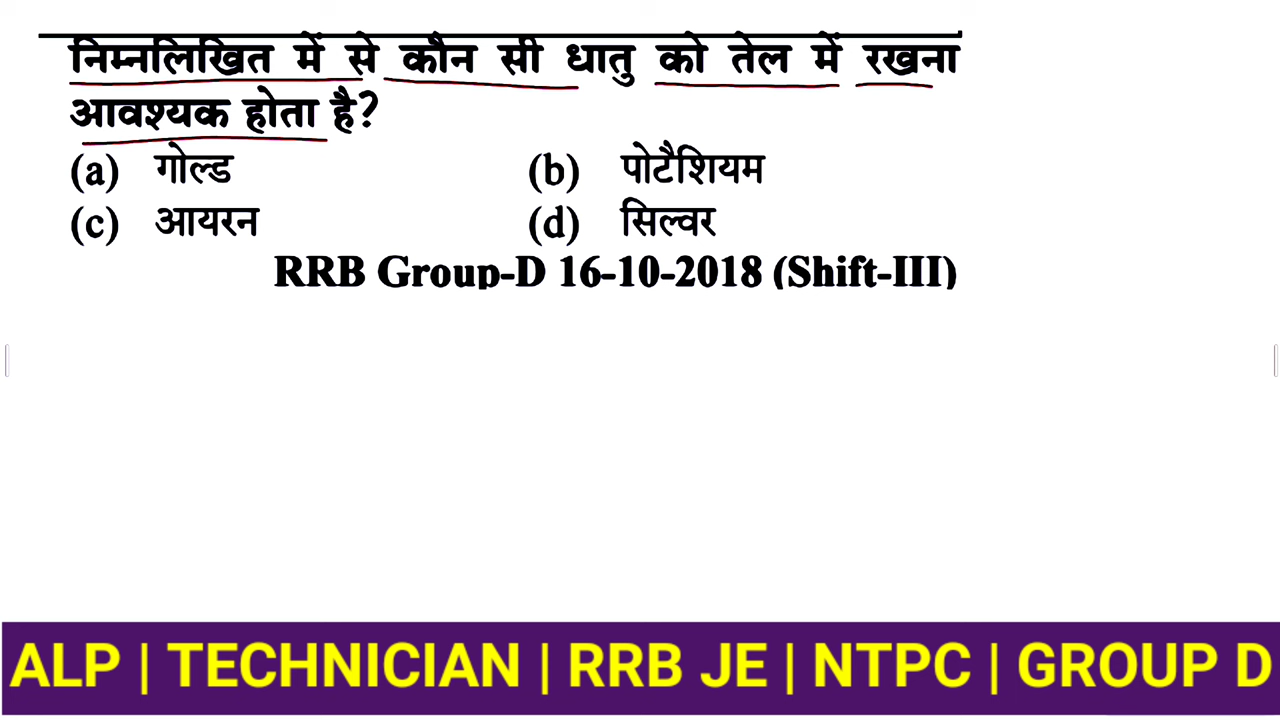 निम्नलिखित में से कौन सी धातु को तेल में रखना
आवश्यक होता है?
(a) गोल्ड (b) पोटैशियम
(c) आयरन (d) सिल्वर
RRB Group-D 16-10-2018 (Shift-III)
ALP | TECHNICIAN | RRB JE | NTPC | GROUP D